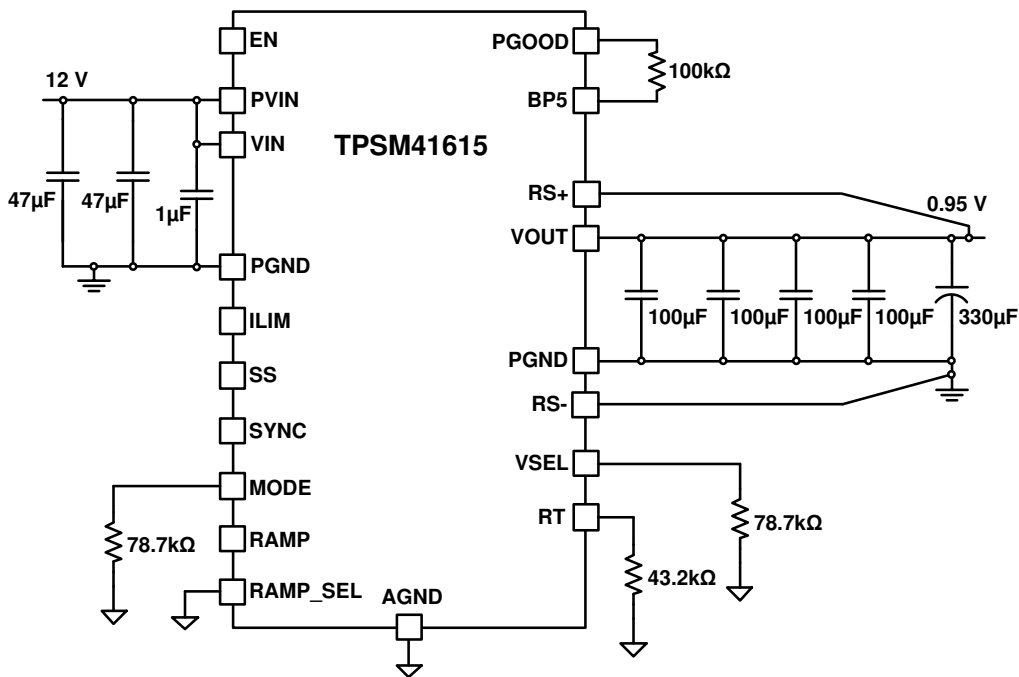 EN
PGOOD
100kΩ
12 V
PVIN
BP5
VIN
TPSM41615
47µF
47µF
1µF
RS+
0.95 V
VOUT
PGND
100µF
100µF
100µF
100µF
330µF
ILIM
PGND
SS
RS-
SYNC
VSEL
MODE
RT
78.7kΩ
78.7kΩ
RAMP
43.2kΩ
RAMP_SEL
AGND